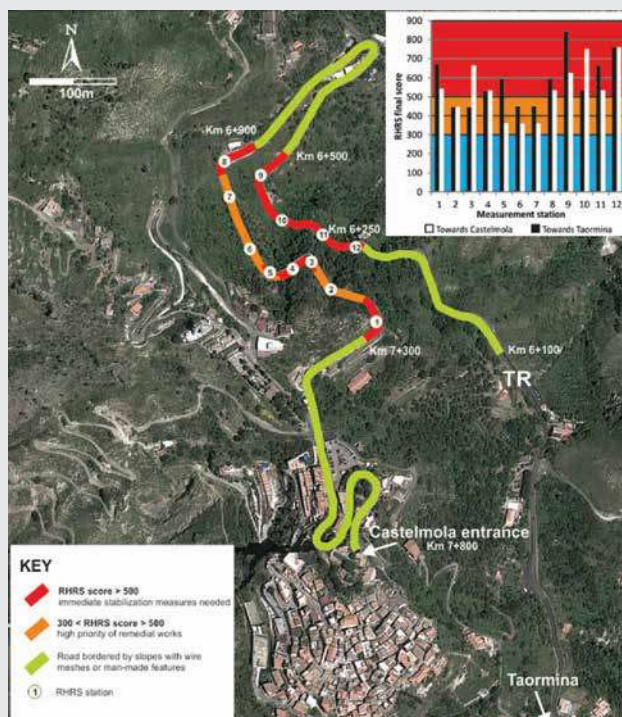 N
100m
900
800
700
600
500
400
300
200
100
0
RHRS final score
1 2 3 4 5 6 7 8 9 10 11 12
Measurement station
Towards Castelmola Towards Taormina
Km 6+900
Km 6+500
8
9
7
10
Km 6+250
11
12
6
5
4
3
2
1
Km 7+300
Km 6+100
TR
Castelmola entrance
Km 7+800
KEY
RHRS score > 500
immediate stabilization measures needed
300 < RHRS score > 500
high priority of remedial works
Road bordered by slopes with wire
meshes or man-made features
1 RHRS station
Taormina